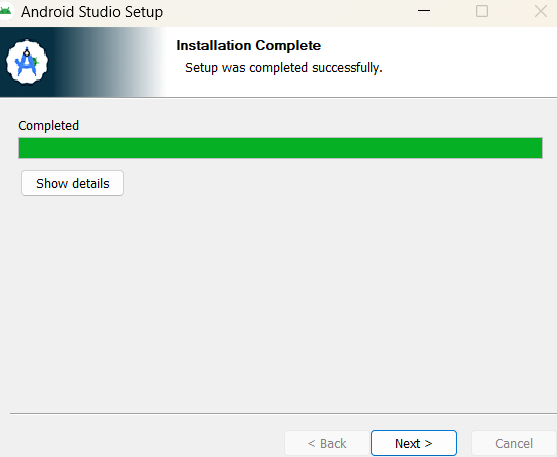 Android Studio Setup
Installation Complete
Setup was completed successfully.
Completed
Show details
< Back
Next >
Cancel